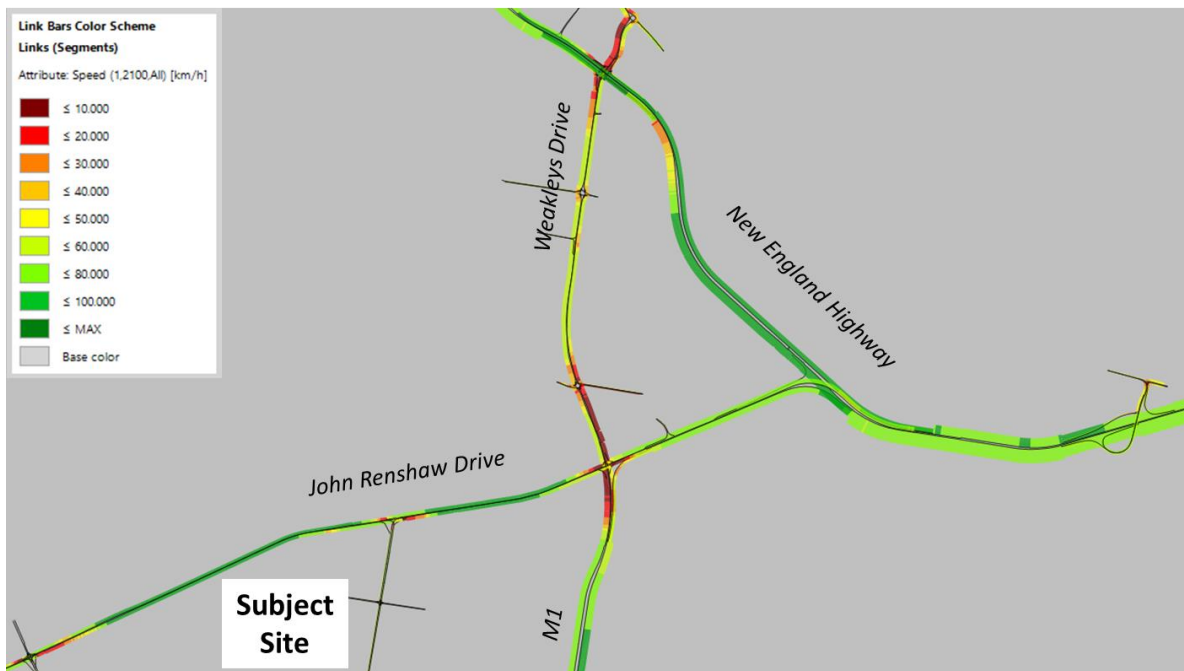 Link Bars Color Scheme
Links (Segments)
Attribute: Speed (1,2100,All) [km/h]
≤ 10.000
≤ 20.000
≤ 30.000
≤ 40.000
≤ 50.000
≤ 60.000
≤ 80.000
≤ 100.000
≤ MAX
Base color
Weakleys Drive
New England Highway
John Renshaw Drive
Subject
Site
M1